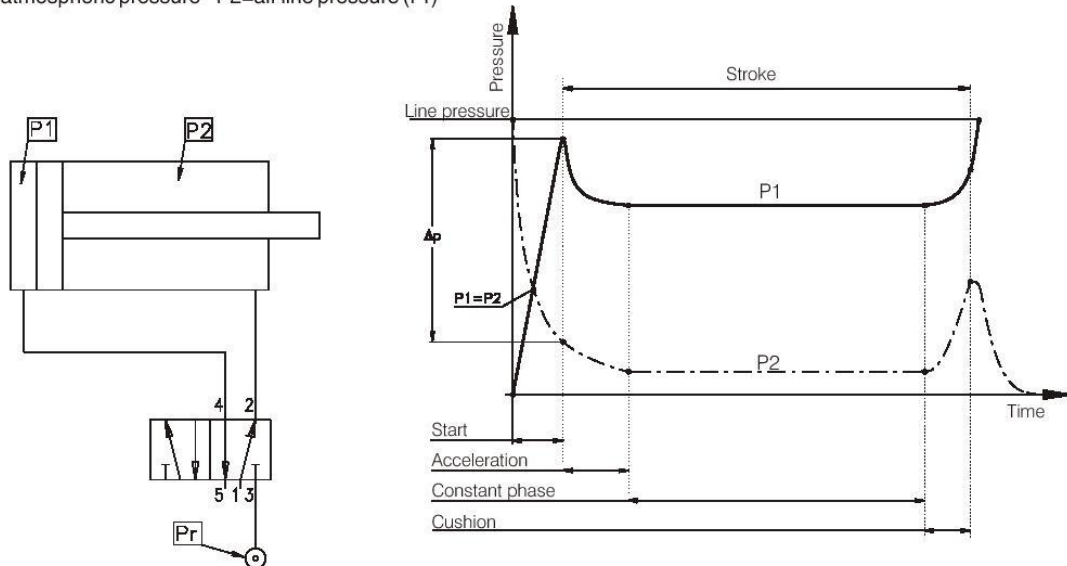 atmospheric pressure P2=air line pressure (Pr)
P1
P2
4 2
5 1 3
Pr
Pressure
Stroke
Line pressure
P1
Δp
P1=P2
P2
Time
Start
Acceleration
Constant phase
Cushion